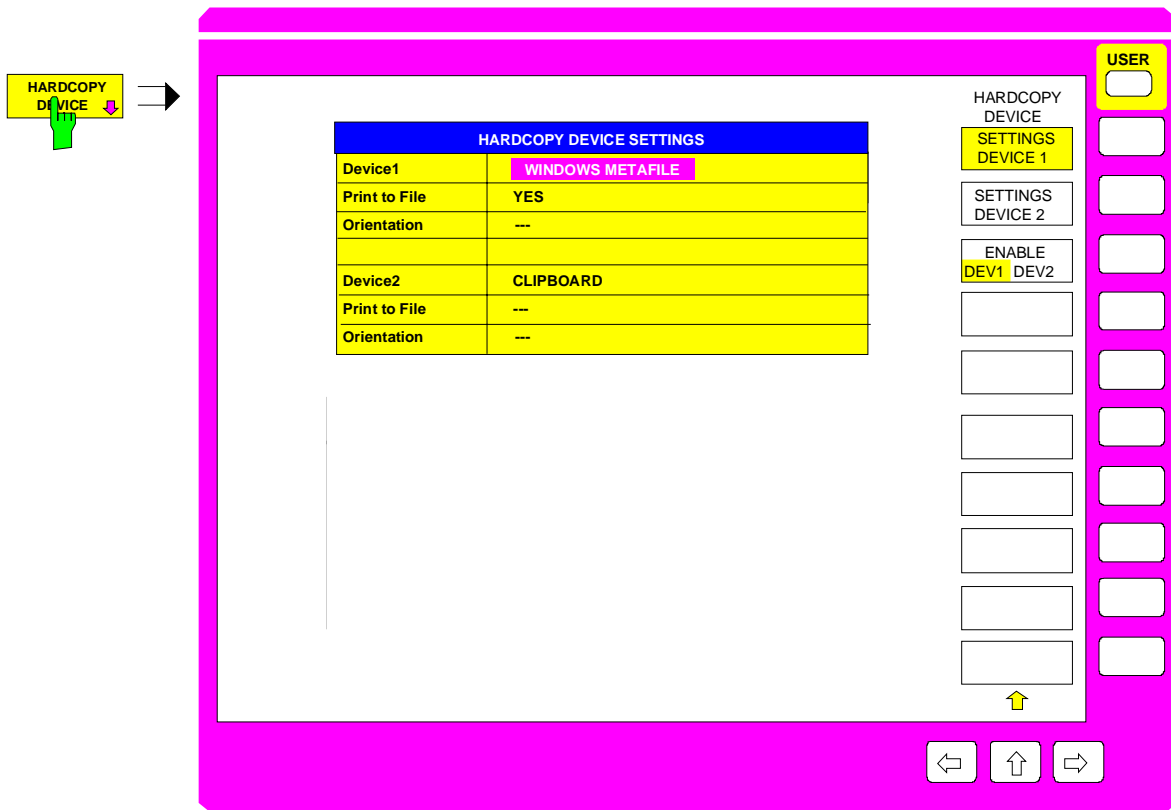 HARDCOPY
DEVICE
USER
HARDCOPY
DEVICE
SETTINGS
DEVICE 1
SETTINGS
DEVICE 2
ENABLE
DEV1 DEV2
HARDCOPY DEVICE SETTINGS
Device1 WINDOWS METAFILE
Print to File YES
Orientation ---
Device2 CLIPBOARD
Print to File ---
Orientation ---